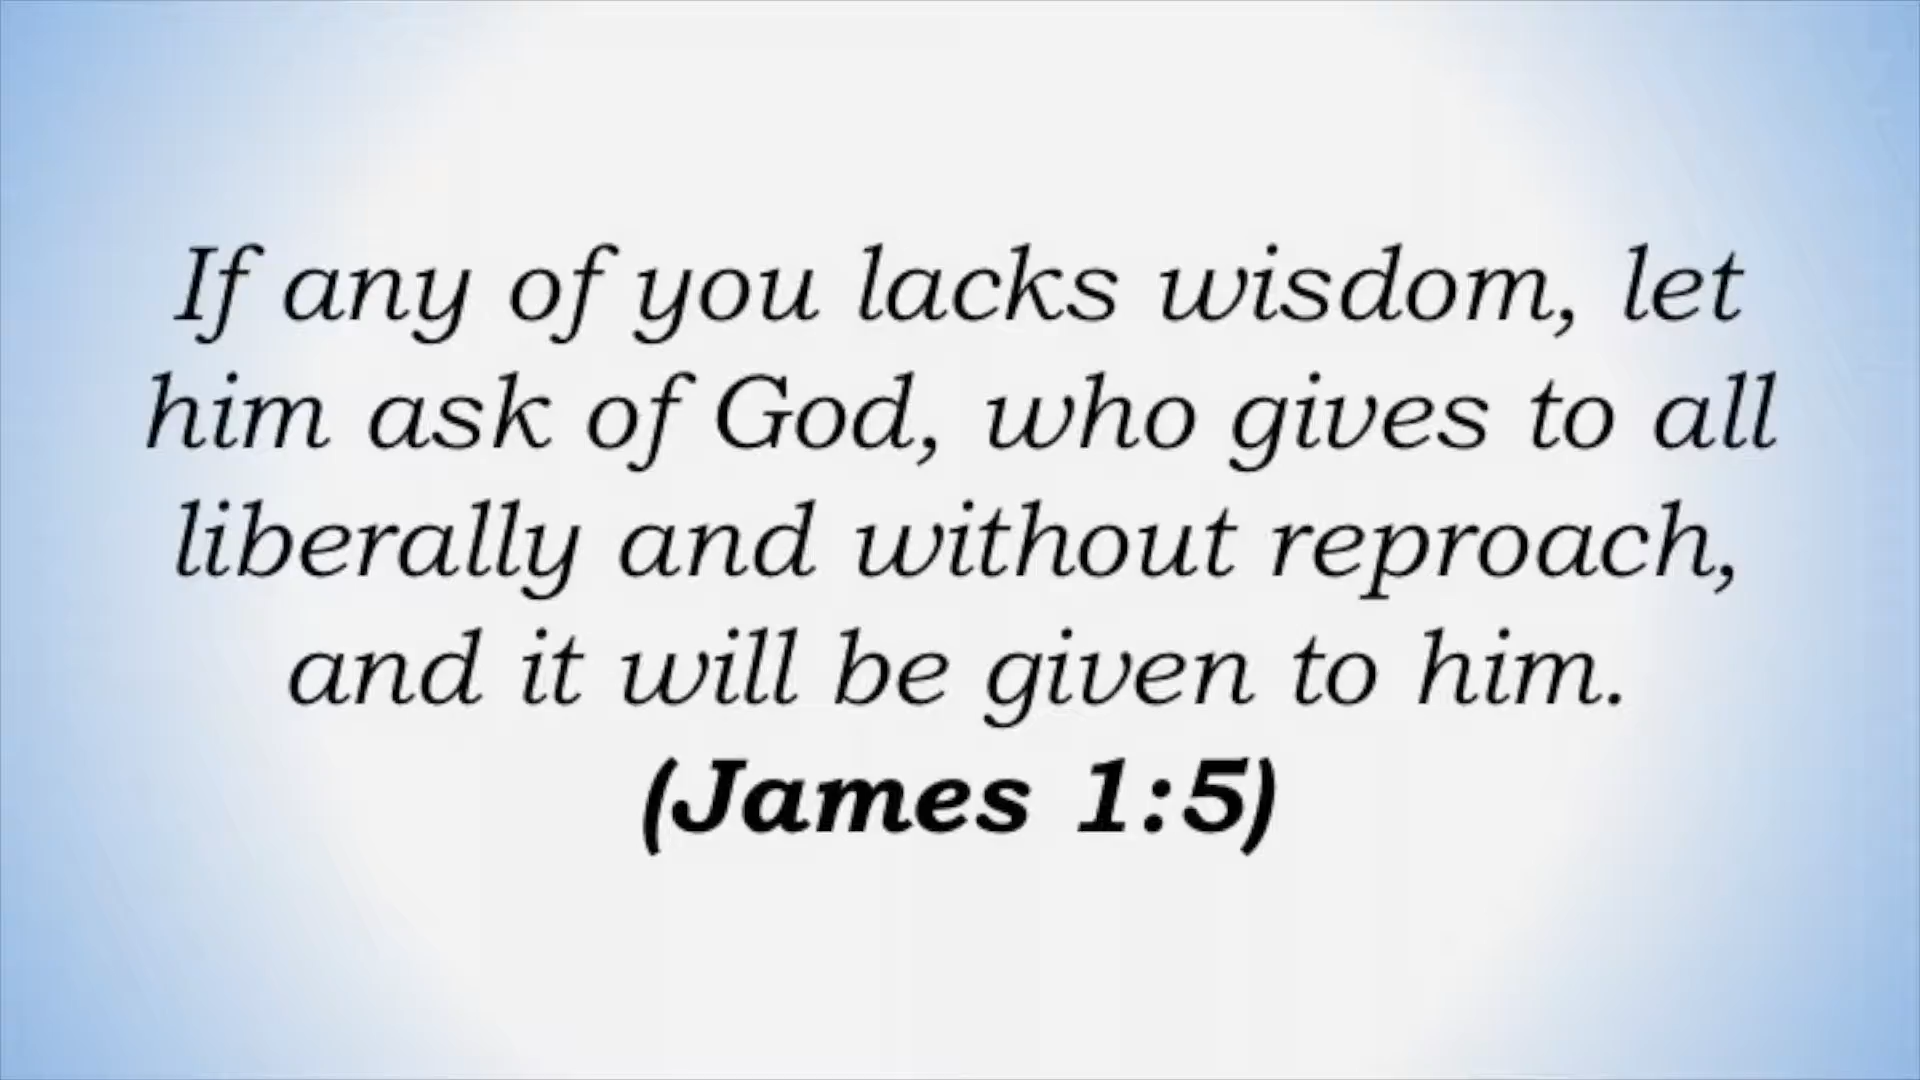 If any of you lacks wisdom, let
him ask of God, who gives to all
liberally and without reproach,
and it will be given to him.
(James 1:5)